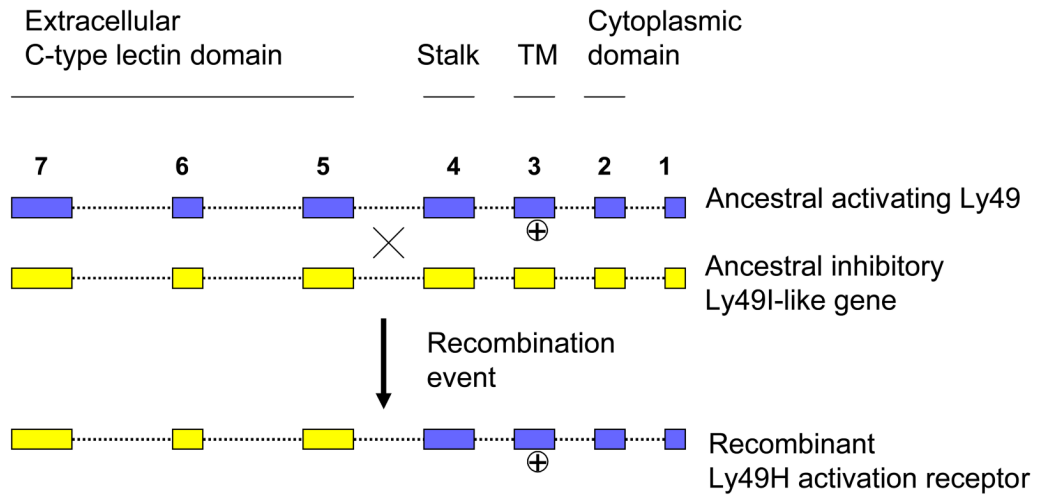 Extracellular
C-type lectin domain
Stalk
TM
Cytoplasmic
domain
7 6 5 4 3 2 1
Ancestral activating Ly49
+
Ancestral inhibitory
Ly49I-like gene
Recombination
event
Recombinant
Ly49H activation receptor
+